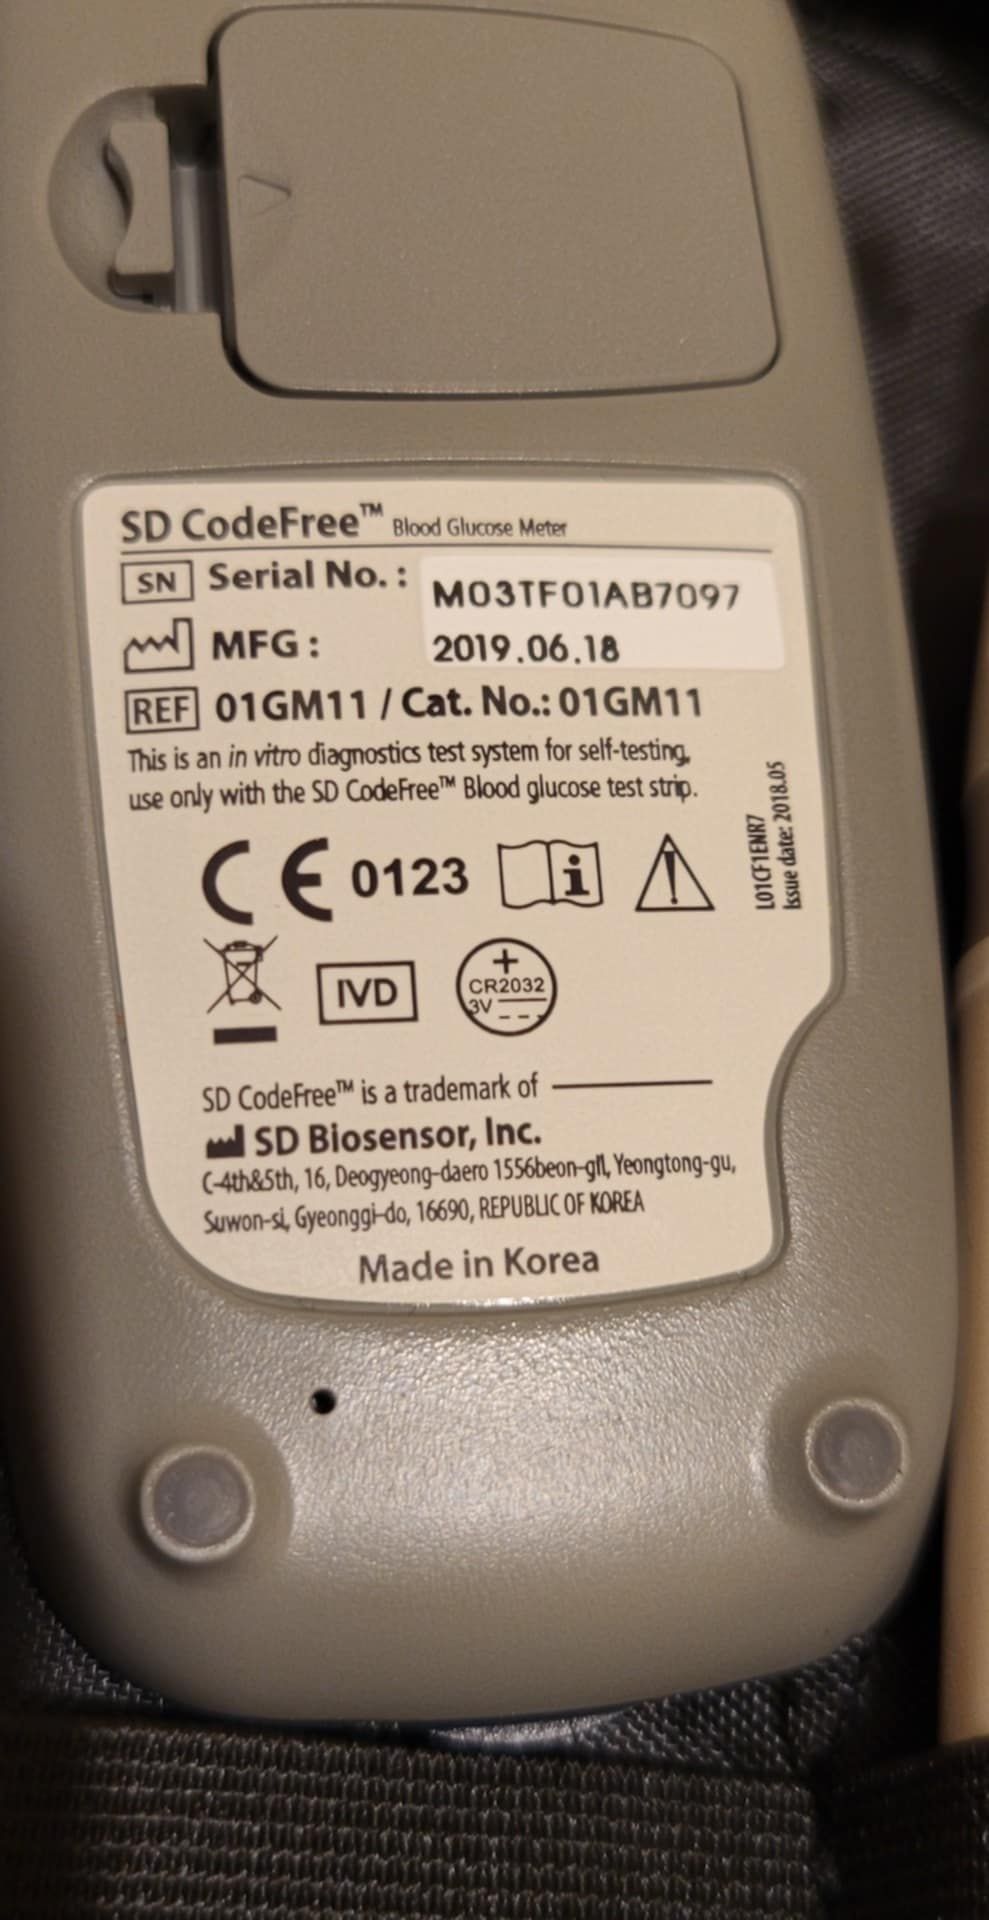 SD CodeFree™ Blood Glucose Meter
SN Serial No. : M03TF01AB7097
MFG : 2019.06.18
REF 01GM11 / Cat. No.: 01GM11
This is an in vitro diagnostics test system for self-testing,
use only with the SD CodeFree™ Blood glucose test strip.
L01CF1ENR7
Issue date: 2018.05
CE 0123 i !
IVD
+
CR2032
3V
SD CodeFree™ is a trademark of
SD Biosensor, Inc.
C-4th&5th, 16, Deogyeong-daero 1556beon-gil, Yeongtong-gu,
Suwon-si, Gyeonggi-do, 16690, REPUBLIC OF KOREA
Made in Korea